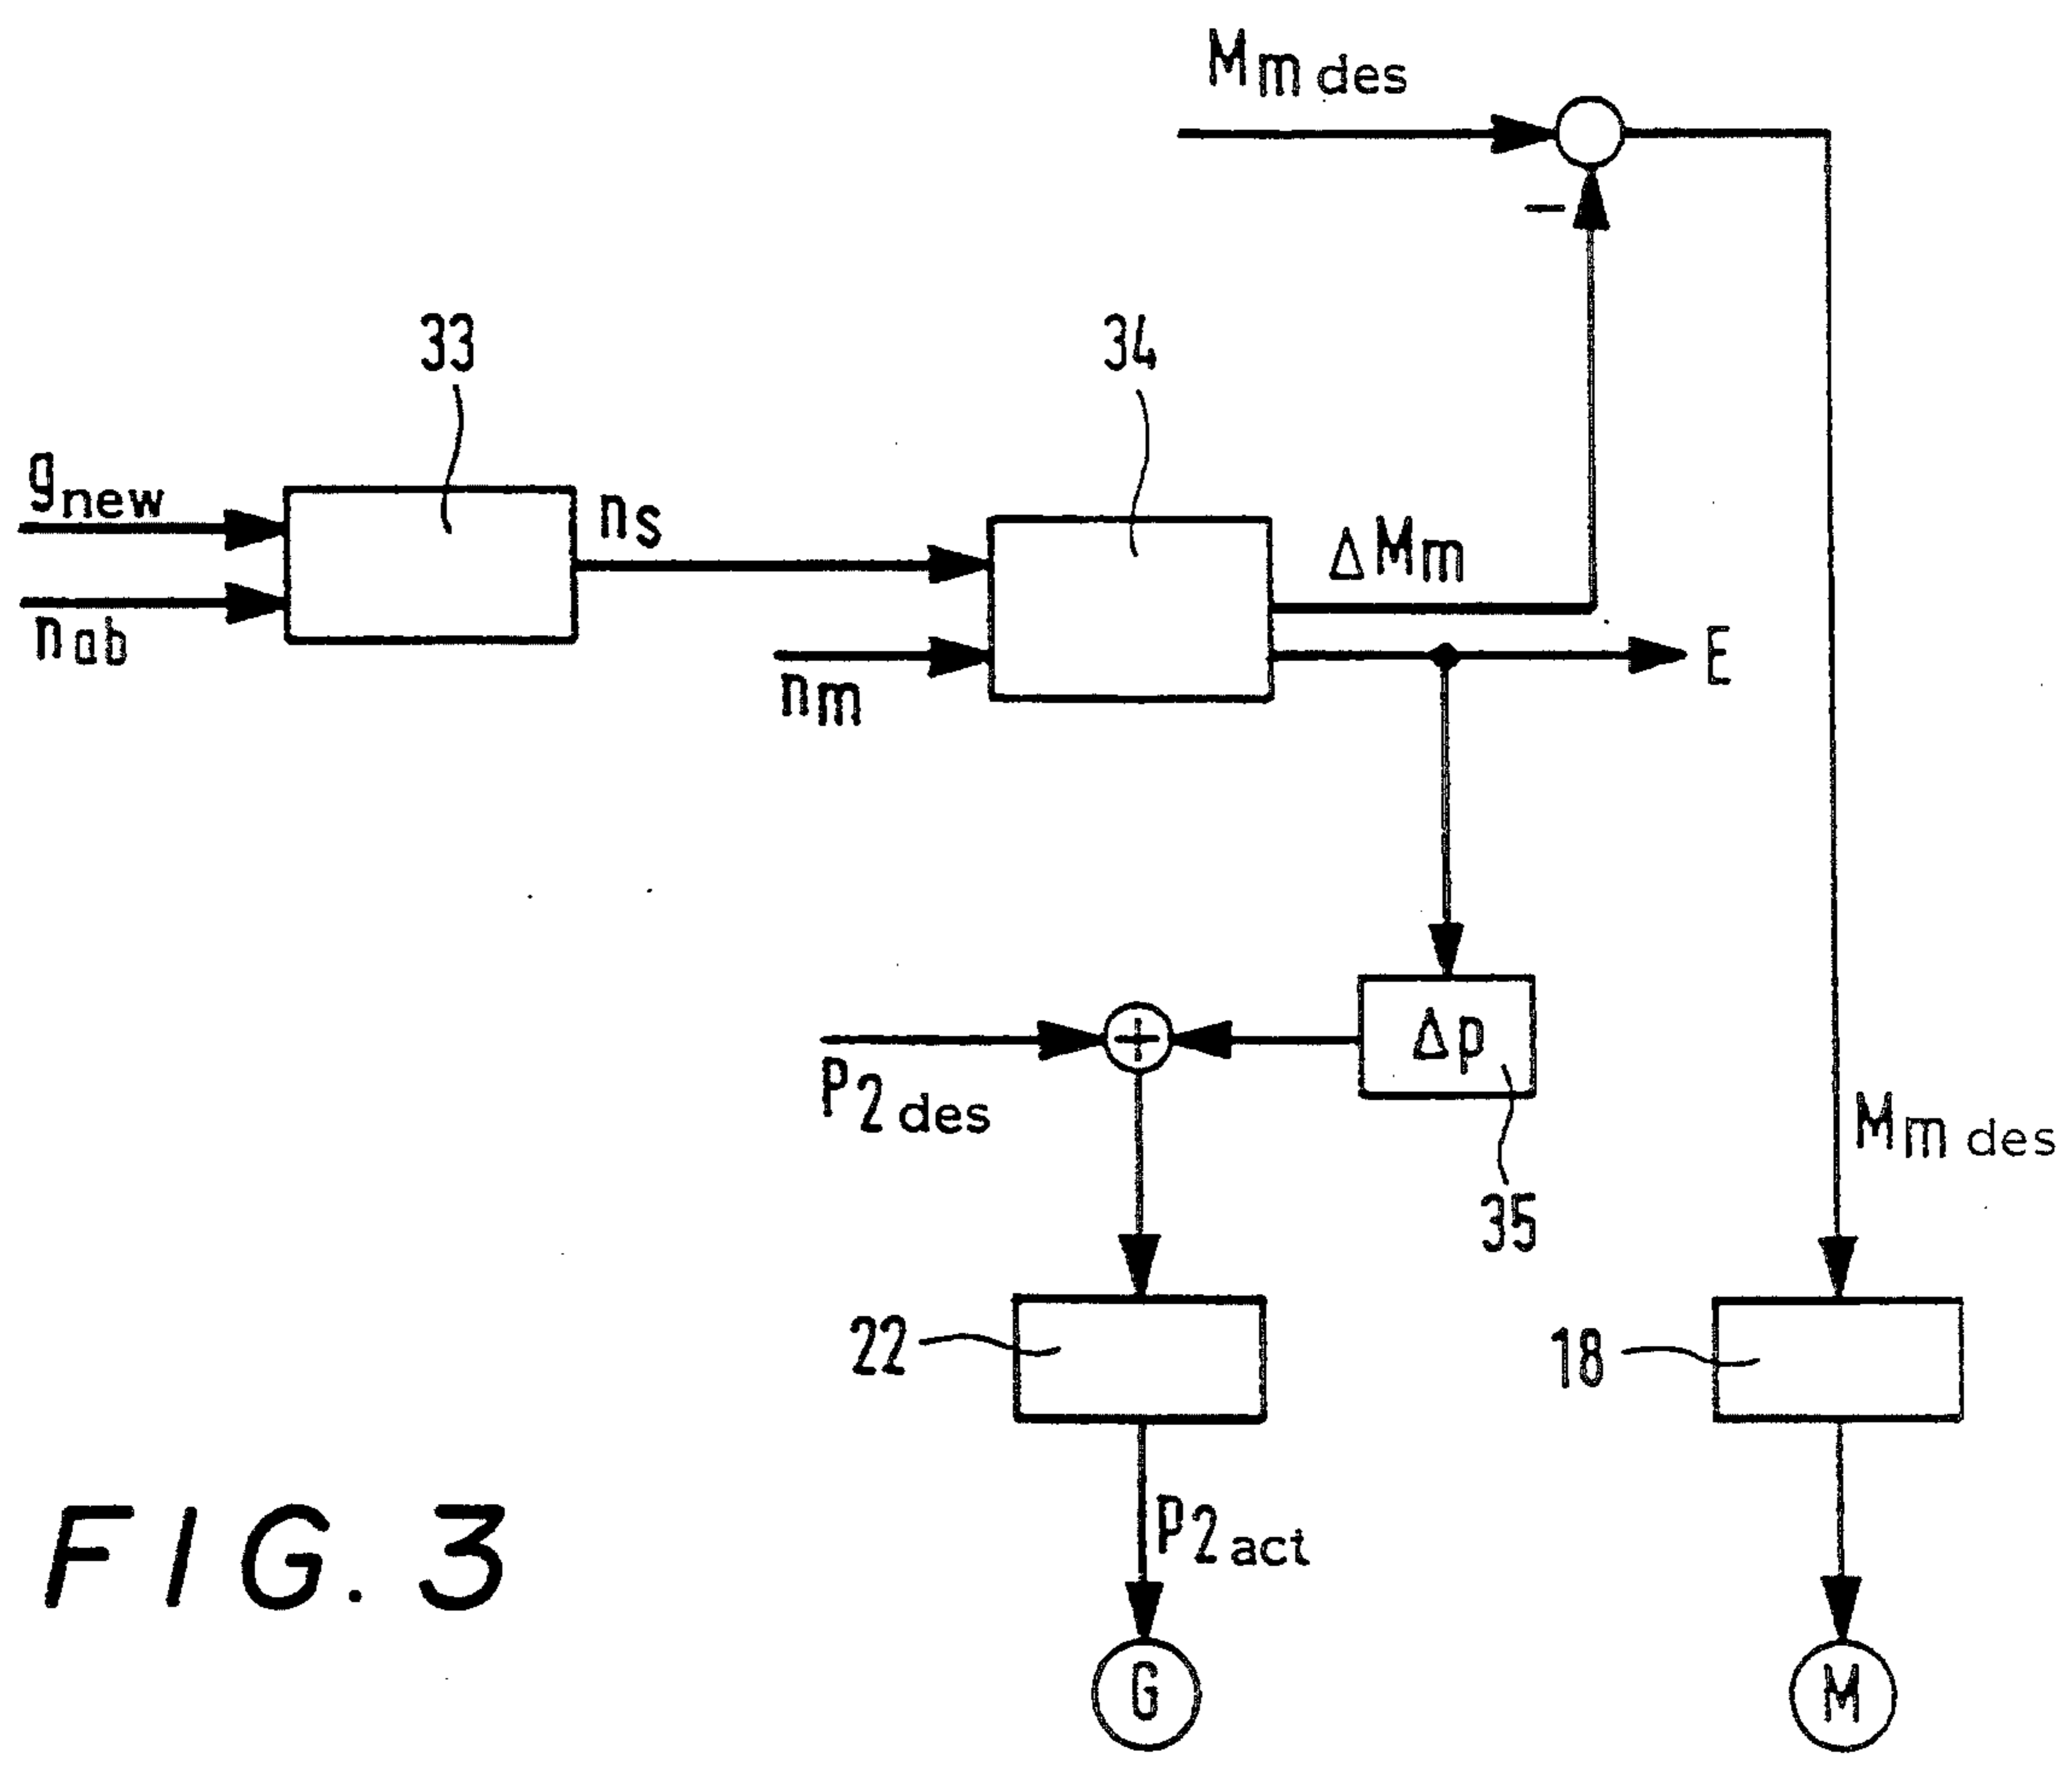 Mm des
−
33
34
gnew
ns
nab
ΔMm
nm
E
Δp
+
P2 des
Mm des
35
22
18
P2 act
FIG. 3
G
M